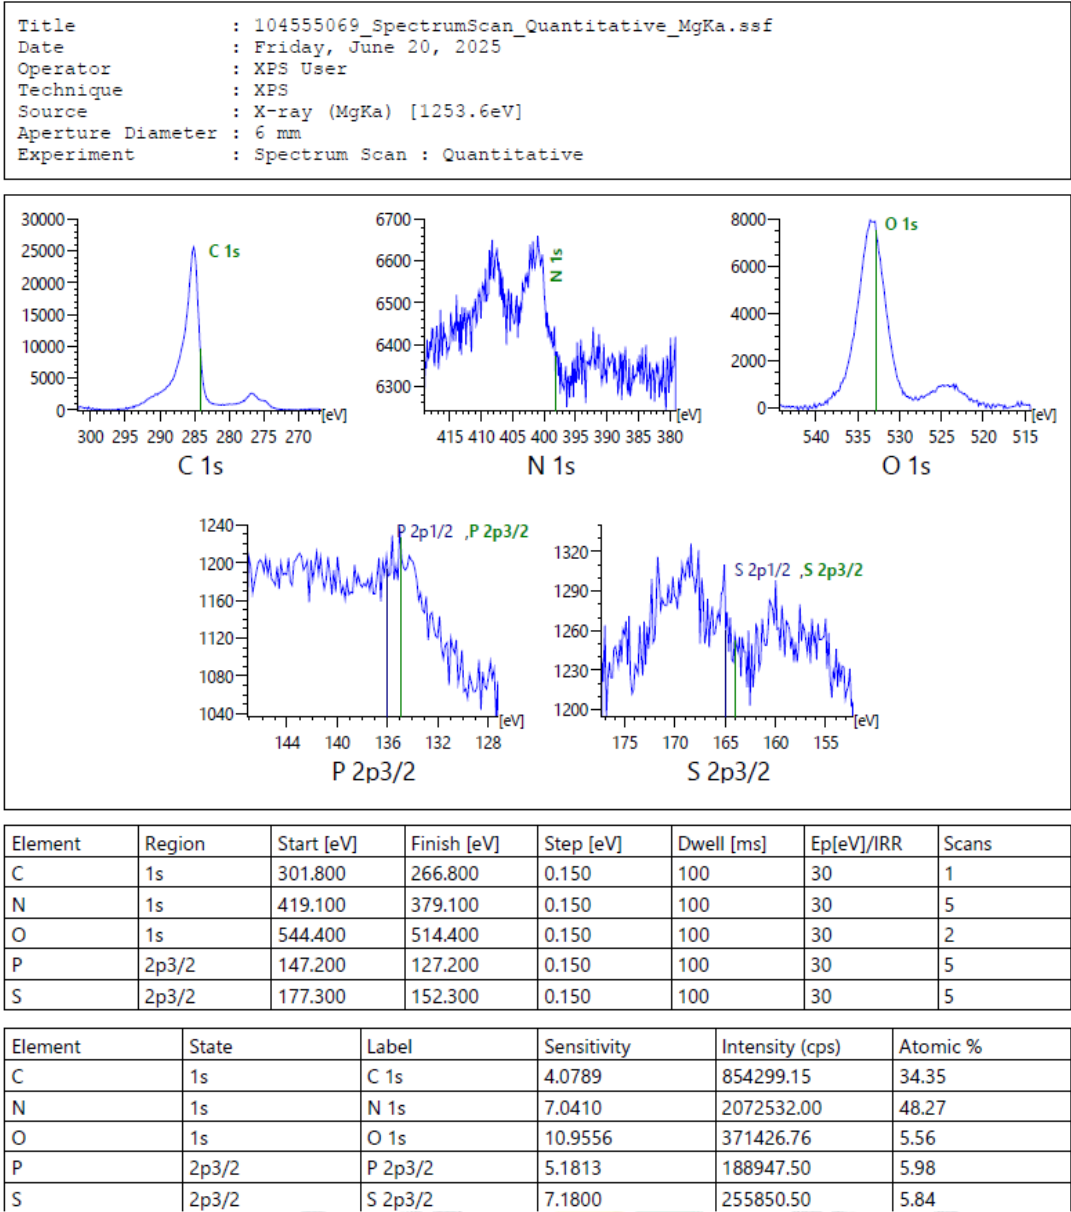 Title : 104555069_SpectrumScan_Quantitative_MgKa.ssf
Date : Friday, June 20, 2025
Operator : XPS User
Technique : XPS
Source : X-ray (MgKa) [1253.6eV]
Aperture Diameter : 6 mm
Experiment : Spectrum Scan : Quantitative
30000
25000
20000
15000
10000
5000
0
C 1s
[eV]
300 295 290 285 280 275 270
C 1s
6700
6600
6500
6400
6300
N 1s
[eV]
415 410 405 400 395 390 385 380
N 1s
8000
6000
4000
2000
0
O 1s
[eV]
540 535 530 525 520 515
O 1s
1240
1200
1160
1120
1080
1040
P 2p1/2 ,P 2p3/2
[eV]
144 140 136 132 128
P 2p3/2
1320
1290
1260
1230
1200
S 2p1/2 ,S 2p3/2
[eV]
175 170 165 160 155
S 2p3/2
Element Region Start [eV] Finish [eV] Step [eV] Dwell [ms] Ep[eV]/IRR Scans
C 1s 301.800 266.800 0.150 100 30 1
N 1s 419.100 379.100 0.150 100 30 5
O 1s 544.400 514.400 0.150 100 30 2
P 2p3/2 147.200 127.200 0.150 100 30 5
S 2p3/2 177.300 152.300 0.150 100 30 5
Element State Label Sensitivity Intensity (cps) Atomic %
C 1s C 1s 4.0789 854299.15 34.35
N 1s N 1s 7.0410 2072532.00 48.27
O 1s O 1s 10.9556 371426.76 5.56
P 2p3/2 P 2p3/2 5.1813 188947.50 5.98
S 2p3/2 S 2p3/2 7.1800 255850.50 5.84